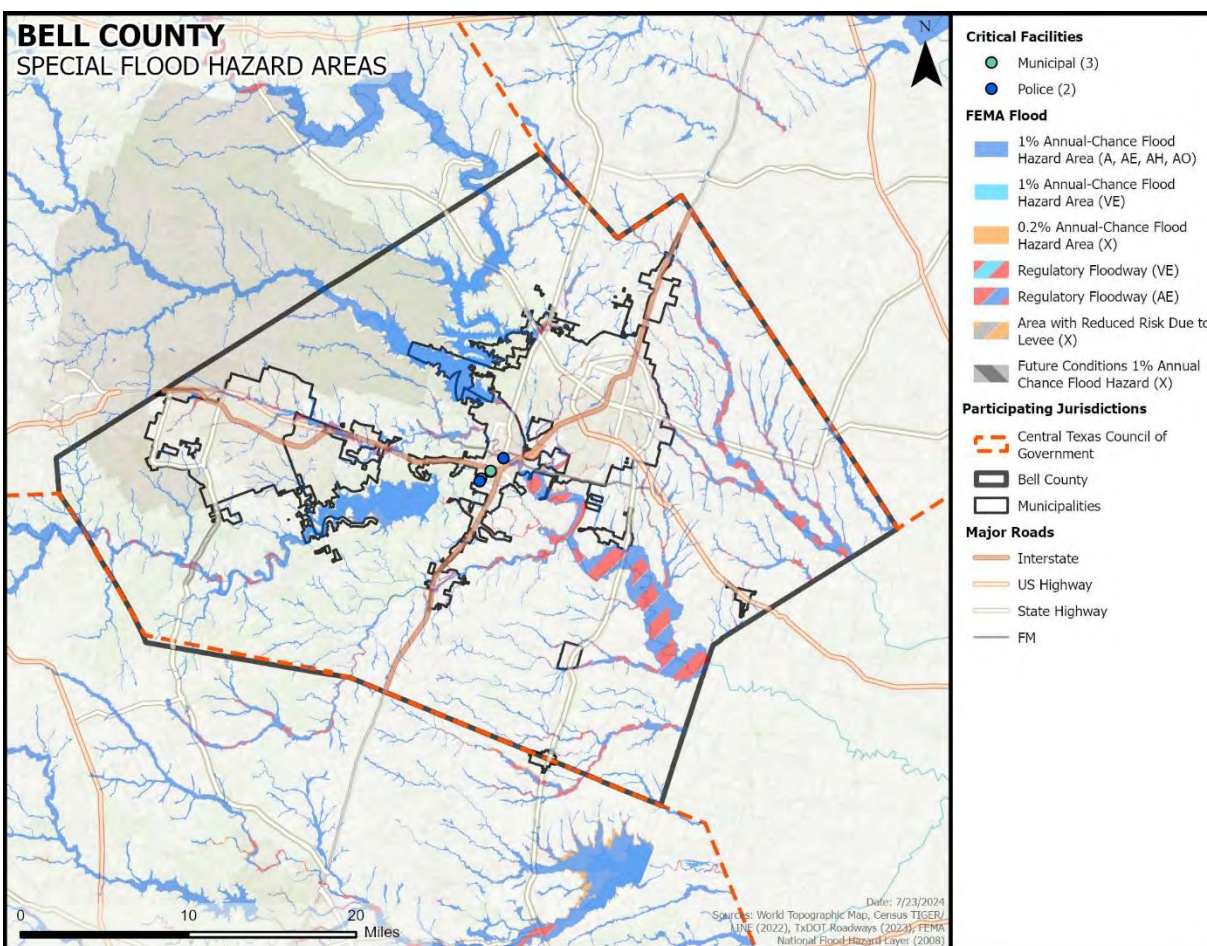 BELL COUNTY
SPECIAL FLOOD HAZARD AREAS
N
Critical Facilities
Municipal (3)
Police (2)
FEMA Flood
1% Annual-Chance Flood
Hazard Area (A, AE, AH, AO)
1% Annual-Chance Flood
Hazard Area (VE)
0.2% Annual-Chance Flood
Hazard Area (X)
Regulatory Floodway (VE)
Regulatory Floodway (AE)
Area with Reduced Risk Due to
Levee (X)
Future Conditions 1% Annual
Chance Flood Hazard (X)
Participating Jurisdictions
Central Texas Council of
Government
Bell County
Municipalities
Major Roads
Interstate
US Highway
State Highway
FM
0 10 20
Miles
Date: 7/23/2024
Sources: World Topographic Map, Census TIGER/
LINE (2022), TxDOT Roadways (2023), FEMA
National Flood Hazard Layer (2008)